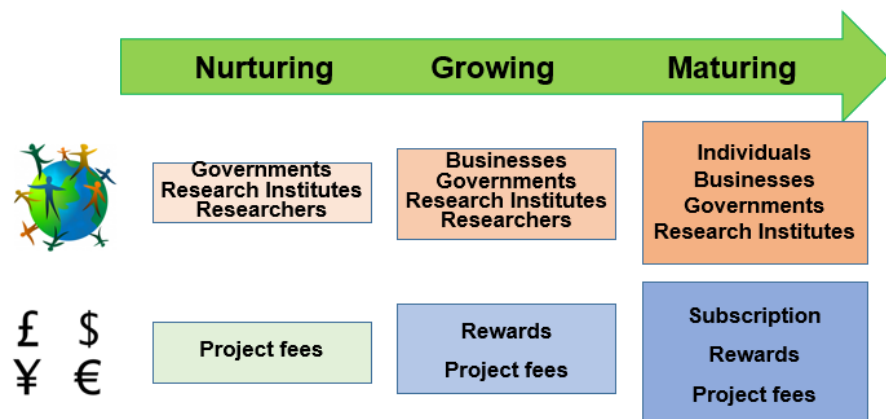 Nurturing
Growing
Maturing
Governments
Research Institutes
Researchers
Businesses
Governments
Research Institutes
Researchers
Individuals
Businesses
Governments
Research Institutes
£ $
¥ €
Project fees
Rewards
Project fees
Subscription
Rewards
Project fees